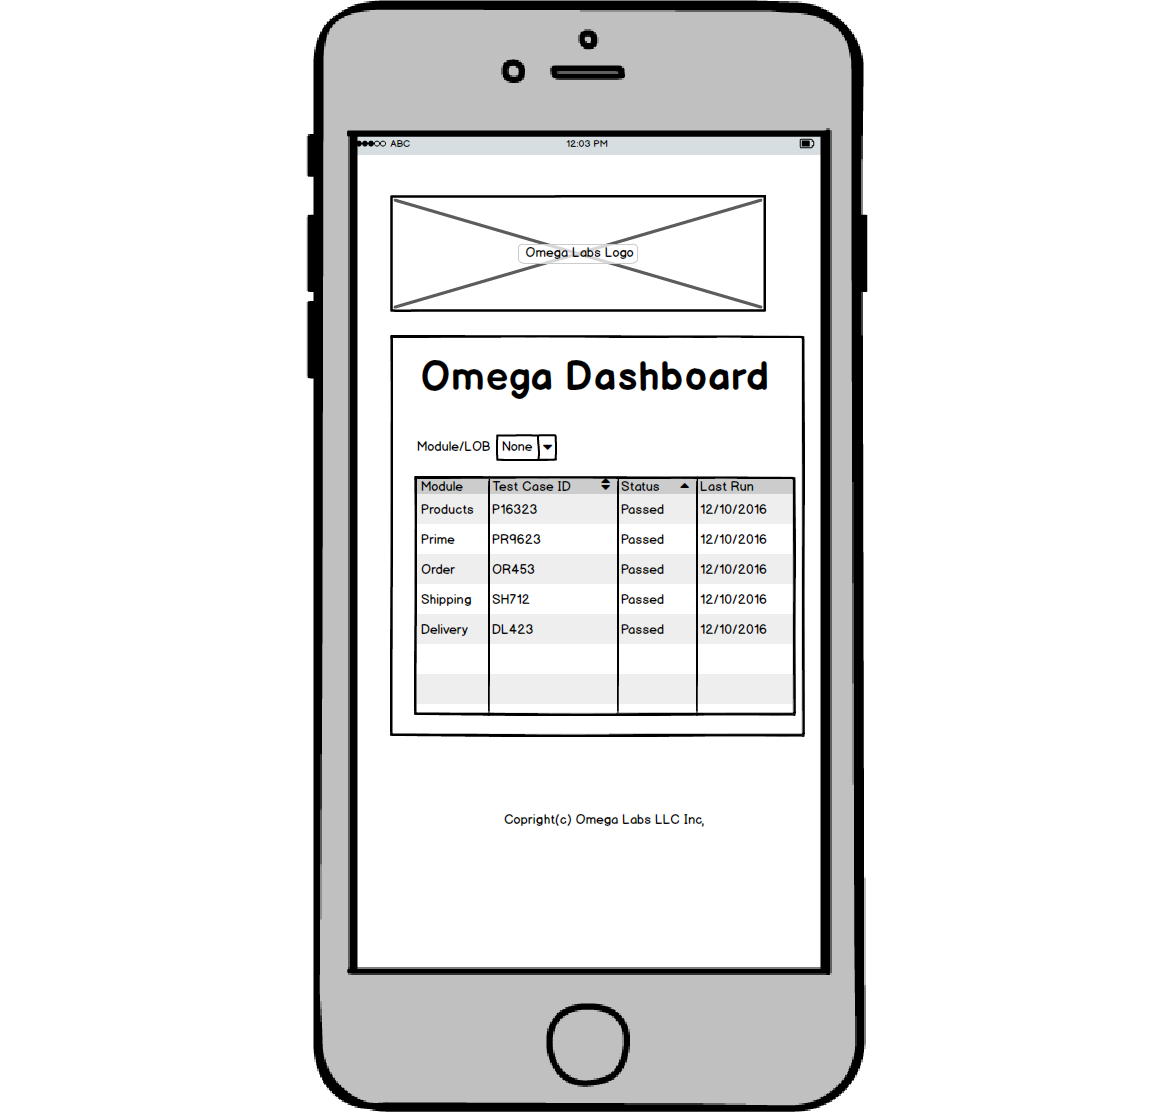 ABC 12:03 PM
Omega Labs Logo
Omega Dashboard
Module/LOB None
Module Test Case ID Status Last Run
Products P16323 Passed 12/10/2016
Prime PR9623 Passed 12/10/2016
Order OR453 Passed 12/10/2016
Shipping SH712 Passed 12/10/2016
Delivery DL423 Passed 12/10/2016
Copright(c) Omega Labs LLC Inc,